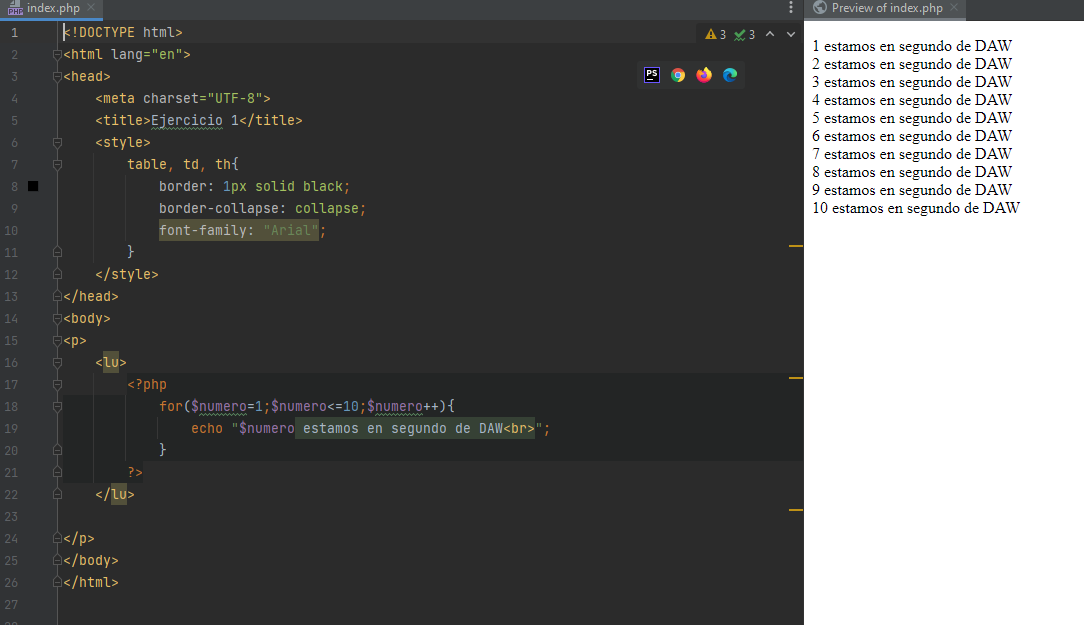 index.php
1 <!DOCTYPE html>
2 <html lang="en">
3 <head>
4     <meta charset="UTF-8">
5     <title>Ejercicio 1</title>
6     <style>
7         table, td, th{
8             border: 1px solid black;
9             border-collapse: collapse;
10             font-family: "Arial";
11         }
12     </style>
13 </head>
14 <body>
15 <p>
16     <lu>
17         <?php
18             for($numero=1;$numero<=10;$numero++){
19                 echo "$numero estamos en segundo de DAW<br>";
20             }
21         ?>
22     </lu>
23
24 </p>
25 </body>
26 </html>
27
28
3 3
PS
Preview of index.php
1 estamos en segundo de DAW
2 estamos en segundo de DAW
3 estamos en segundo de DAW
4 estamos en segundo de DAW
5 estamos en segundo de DAW
6 estamos en segundo de DAW
7 estamos en segundo de DAW
8 estamos en segundo de DAW
9 estamos en segundo de DAW
10 estamos en segundo de DAW